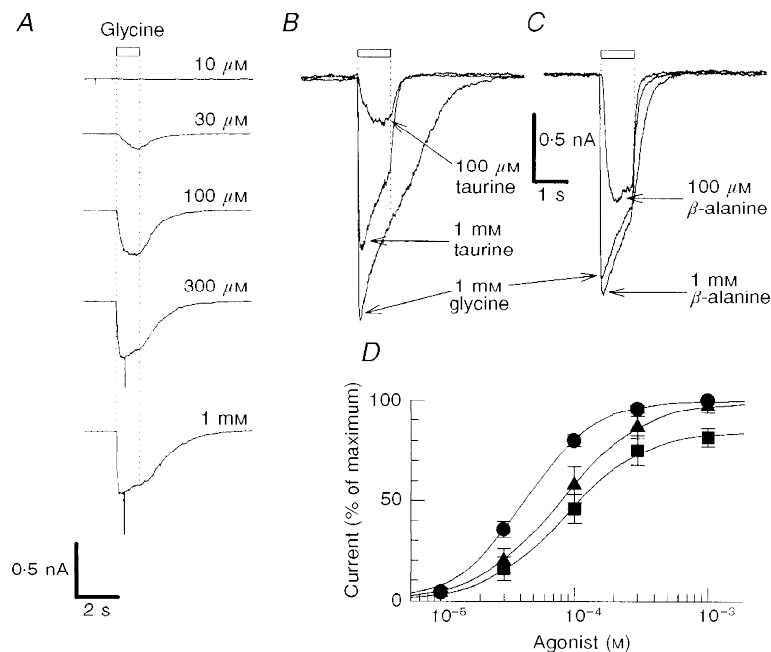 A
Glycine
10 μM
30 μM
100 μM
300 μM
1 mM
0·5 nA
2 s
B
100 μM
taurine
1 mM
taurine
1 mM
glycine
C
0·5 nA
1 s
100 μM
β-alanine
1 mM
β-alanine
D
Current (% of maximum)
100
50
0
10⁻⁵
10⁻⁴
10⁻³
Agonist (M)